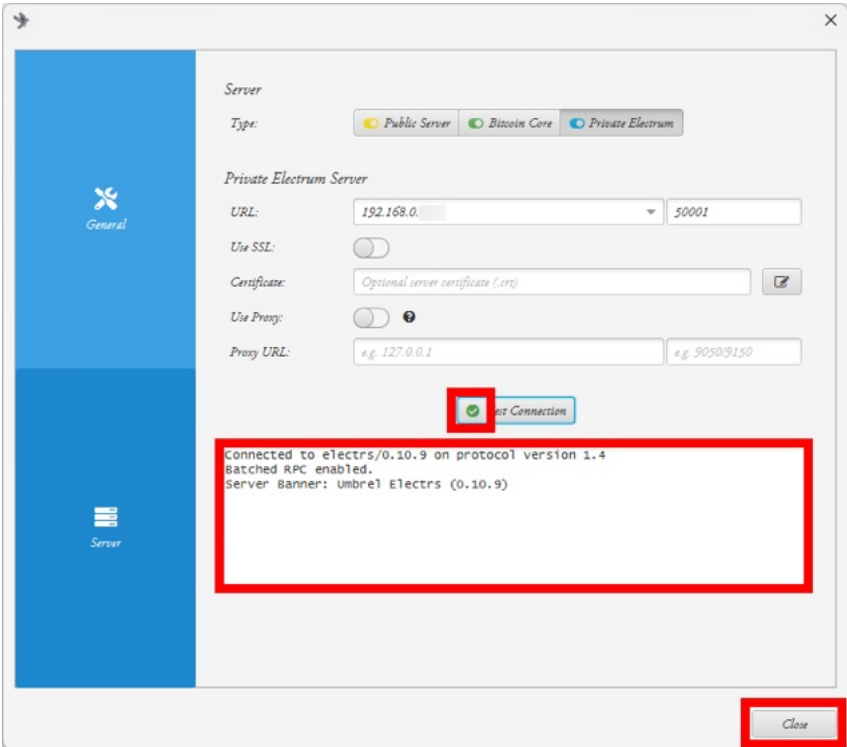 Server
Type: Public Server Bitcoin Core Private Electrum
Private Electrum Server
General
URL: 192.168.0. 50001
Use SSL:
Certificate: Optional server certificate (.crt)
Use Proxy:
Proxy URL: e.g. 127.0.0.1 e.g. 9050/9150
est Connection
Connected to electrs/0.10.9 on protocol version 1.4
Batched RPC enabled.
Server Banner: Umbrel Electrs (0.10.9)
Server
Close